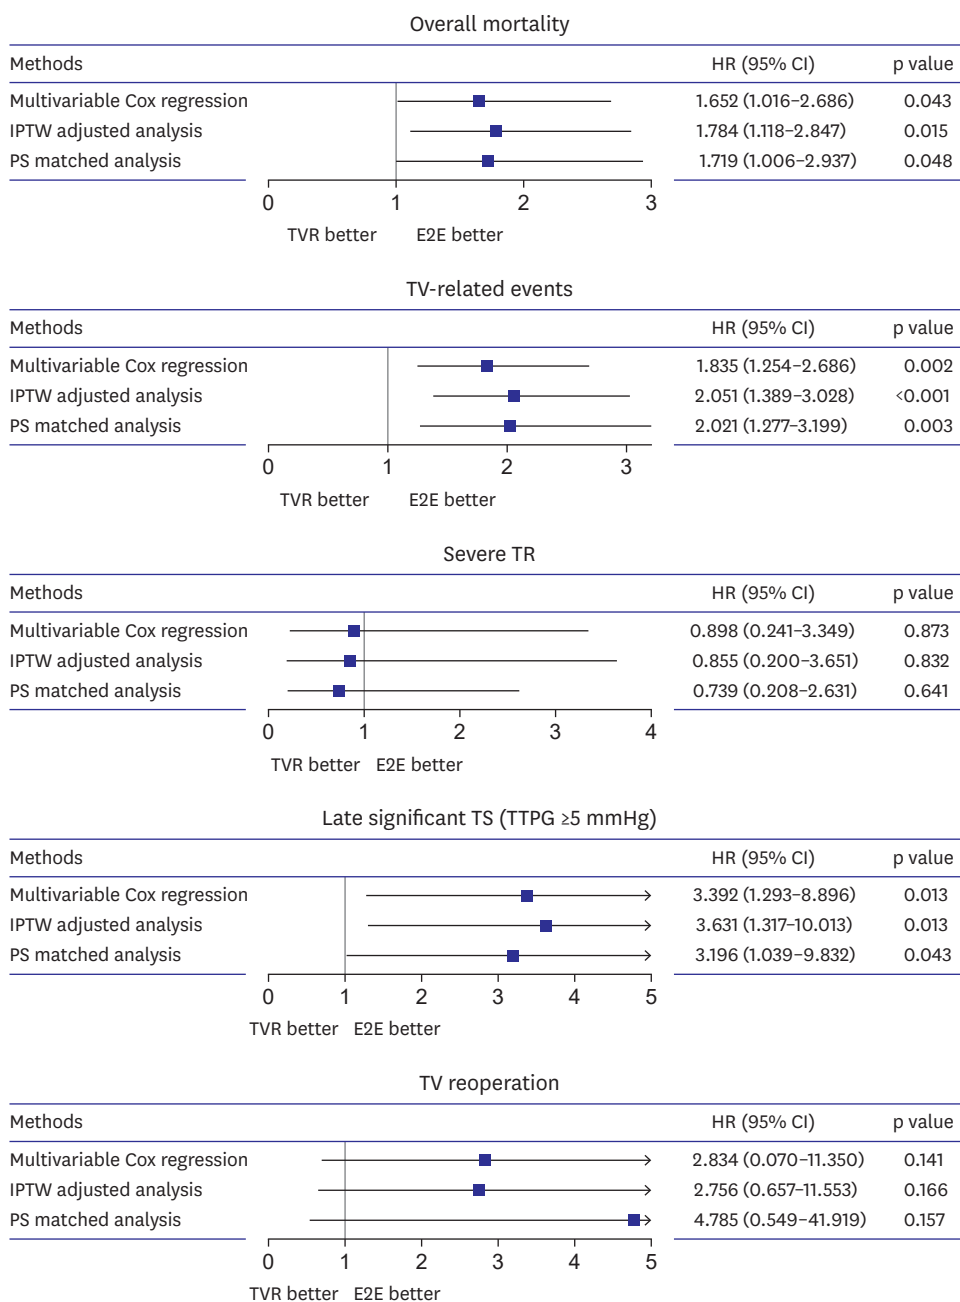 Overall mortality
Methods HR (95% CI) p value
Multivariable Cox regression 1.652 (1.016–2.686) 0.043
IPTW adjusted analysis 1.784 (1.118–2.847) 0.015
PS matched analysis 1.719 (1.006–2.937) 0.048
0 1 2 3
TVR better E2E better
TV-related events
Methods HR (95% CI) p value
Multivariable Cox regression 1.835 (1.254–2.686) 0.002
IPTW adjusted analysis 2.051 (1.389–3.028) <0.001
PS matched analysis 2.021 (1.277–3.199) 0.003
0 1 2 3
TVR better E2E better
Severe TR
Methods HR (95% CI) p value
Multivariable Cox regression 0.898 (0.241–3.349) 0.873
IPTW adjusted analysis 0.855 (0.200–3.651) 0.832
PS matched analysis 0.739 (0.208–2.631) 0.641
0 1 2 3 4
TVR better E2E better
Late significant TS (TTPG ≥5 mmHg)
Methods HR (95% CI) p value
Multivariable Cox regression 3.392 (1.293–8.896) 0.013
IPTW adjusted analysis 3.631 (1.317–10.013) 0.013
PS matched analysis 3.196 (1.039–9.832) 0.043
0 1 2 3 4 5
TVR better E2E better
TV reoperation
Methods HR (95% CI) p value
Multivariable Cox regression 2.834 (0.070–11.350) 0.141
IPTW adjusted analysis 2.756 (0.657–11.553) 0.166
PS matched analysis 4.785 (0.549–41.919) 0.157
0 1 2 3 4 5
TVR better E2E better